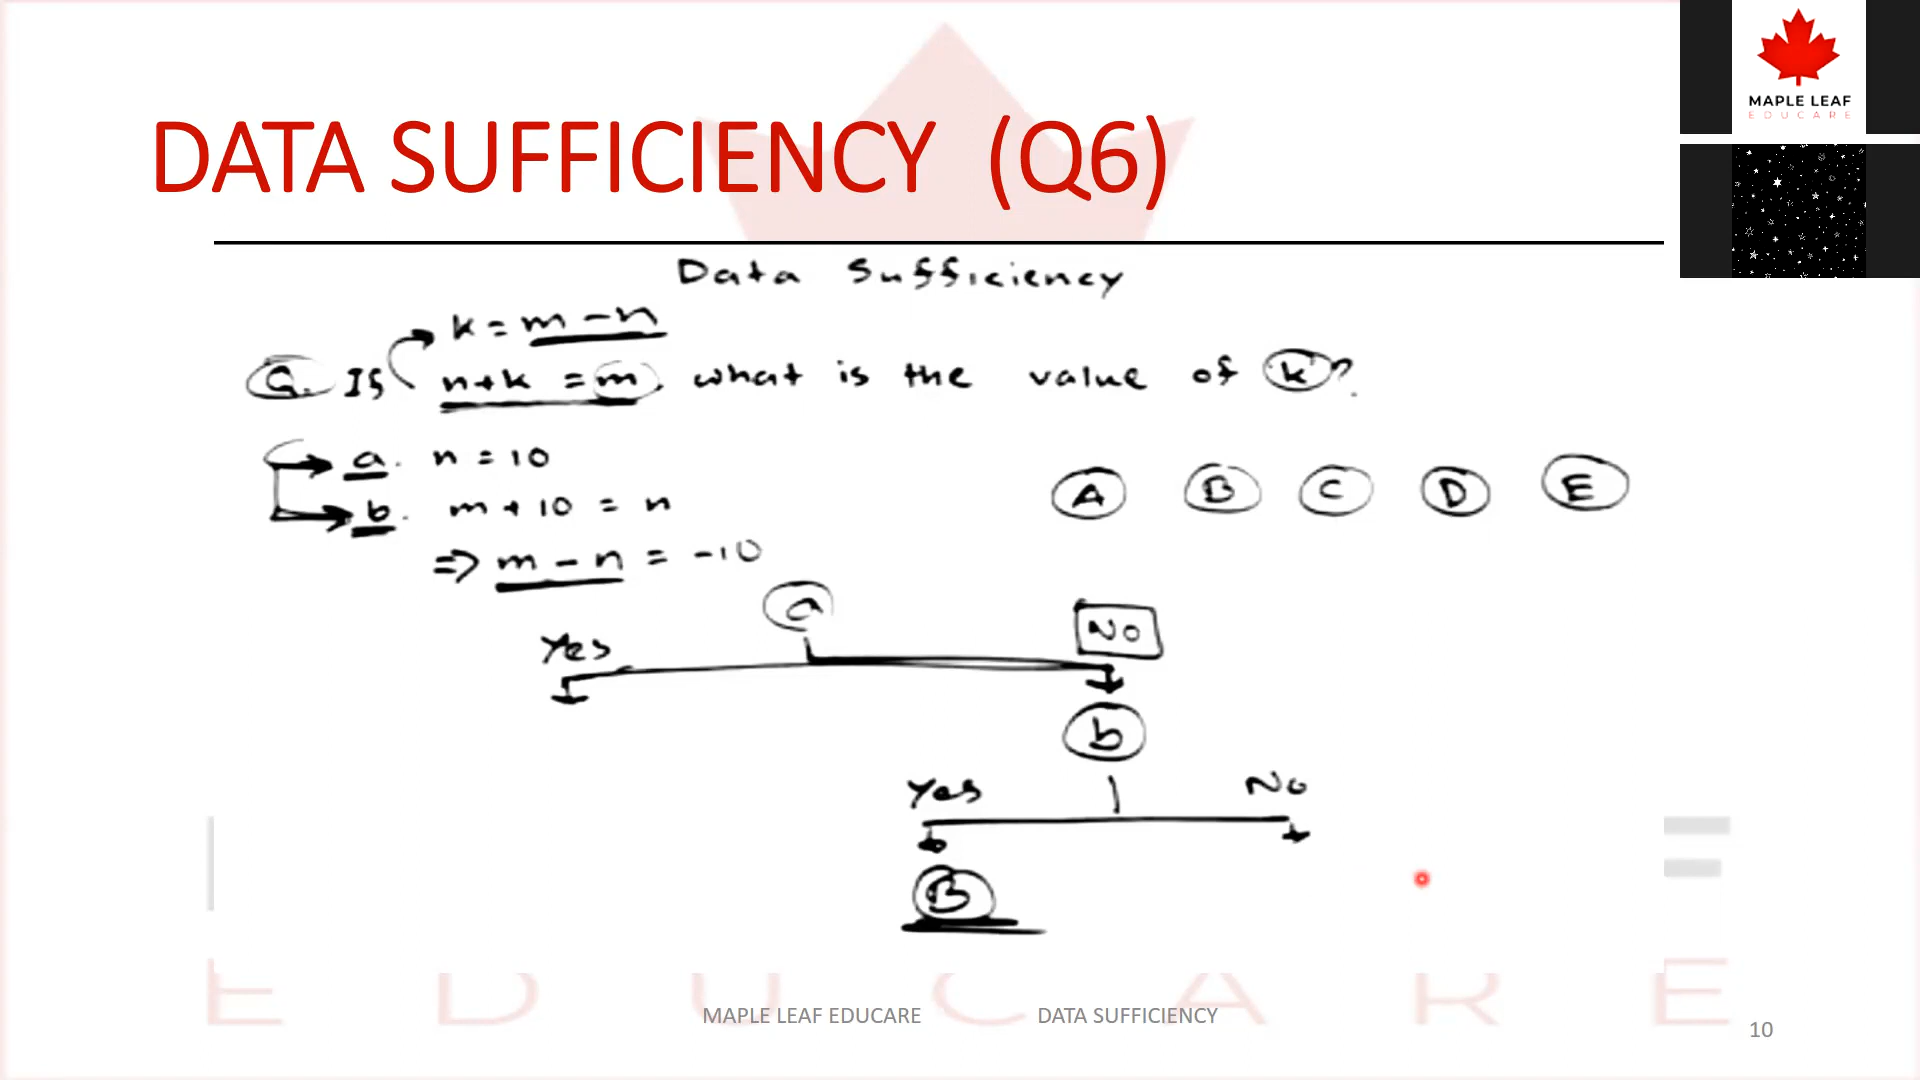 MAPLE LEAF
EDUCARE
DATA SUFFICIENCY (Q6)
Data Sufficiency
k = m - n
Q. If n+k = m, what is the value of k?
a. n = 10
b. m + 10 = n
⇒ m - n = -10
A B C D E
a
Yes No
b
Yes No
B
EDUCARE
MAPLE LEAF EDUCARE DATA SUFFICIENCY
10